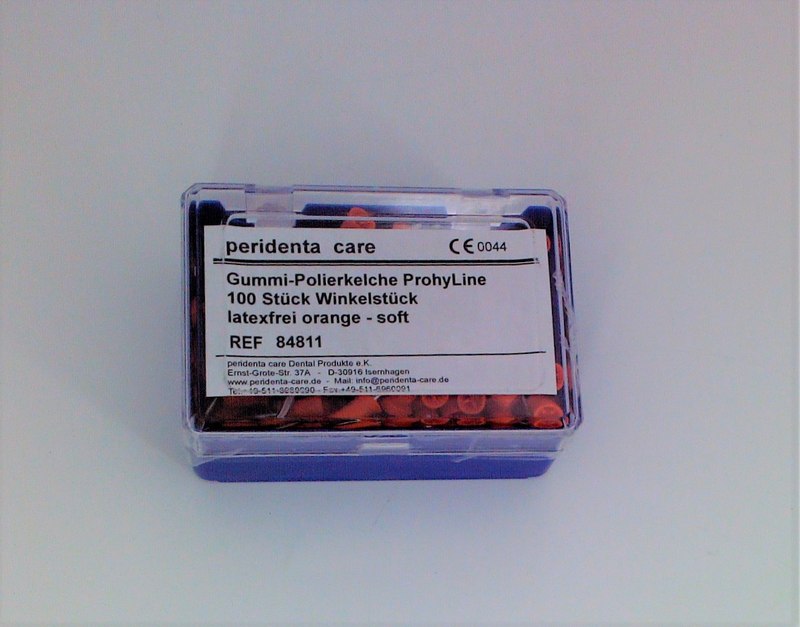 peridenta care CE 0044
Gummi-Polierkelche ProhyLine
100 Stück Winkelstück
latexfrei orange - soft
REF 84811
peridenta care Dental Produkte e.K.
Ernst-Grote-Str. 37A - D-30916 Isernhagen
www.peridenta-care.de - Mail: info@peridenta-care.de